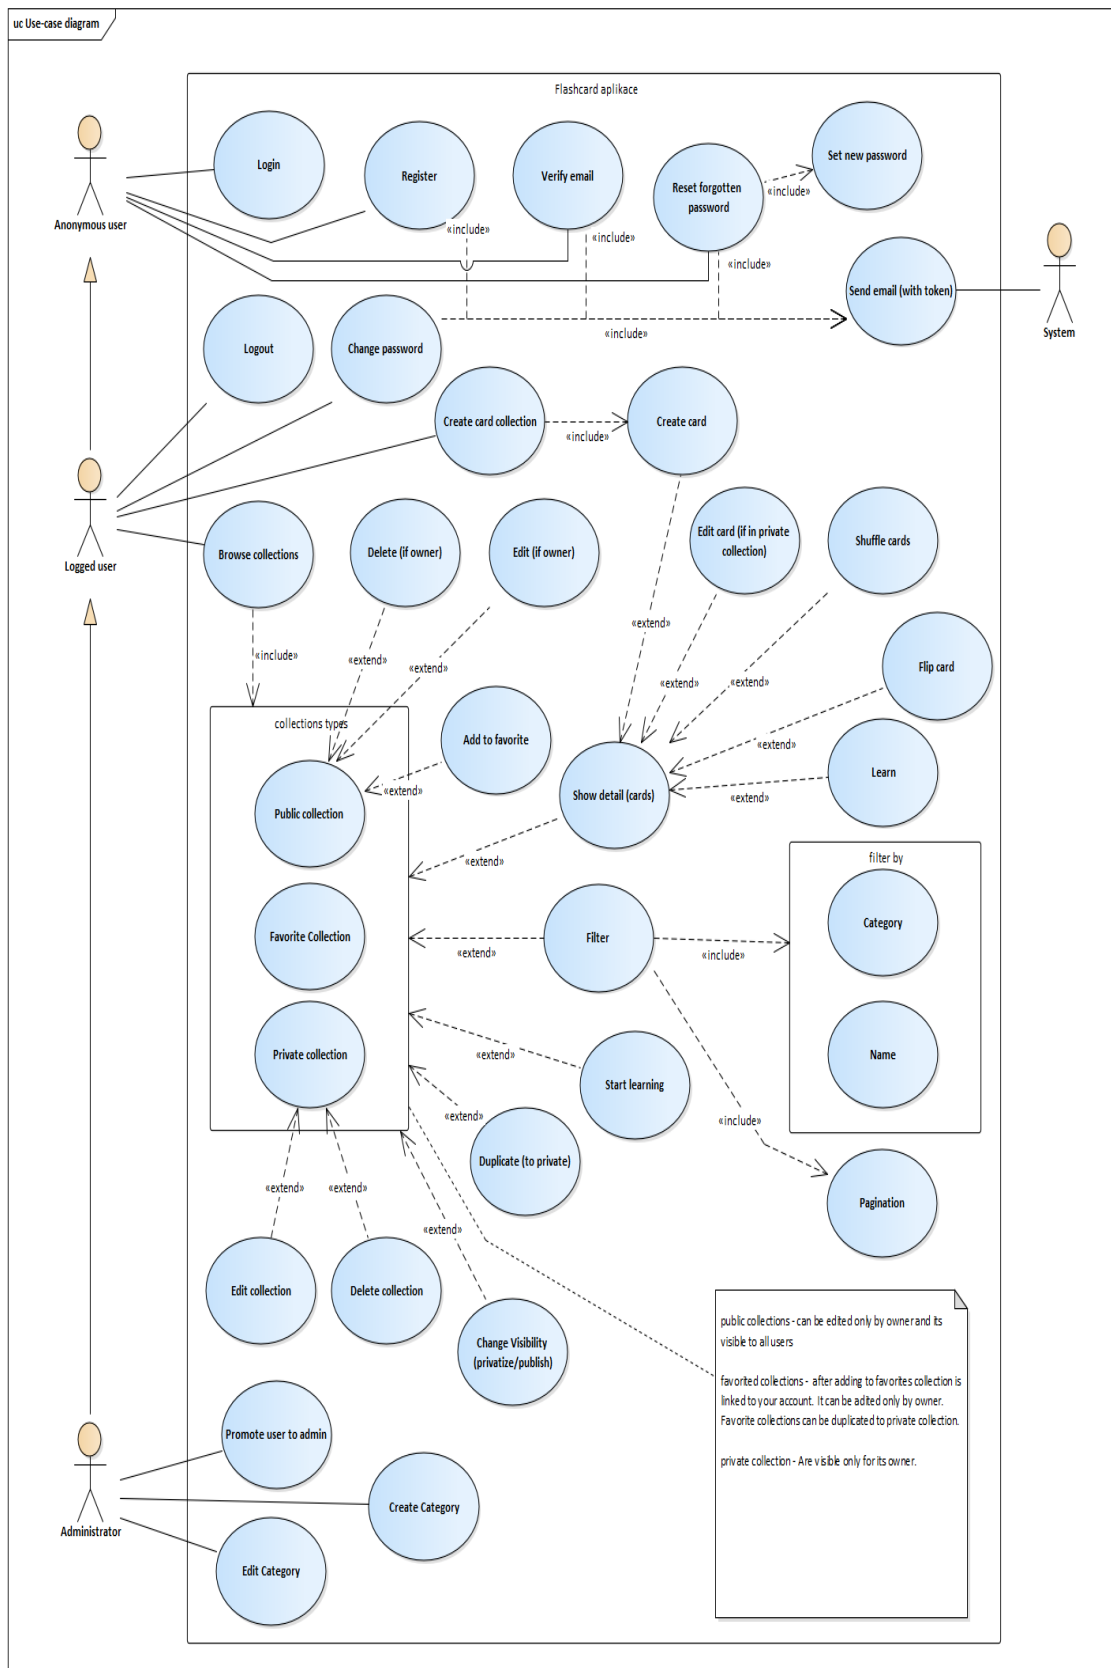 uc Use-case diagram
Flashcard aplikace
Anonymous user
Login
Register
Verify email
Reset forgotten
password
Set new password
«include»
«include»
«include»
«include»
Send email (with token)
System
«include»
Logout
Change password
Create card collection
«include»
Create card
Logged user
Browse collections
Delete (if owner)
Edit (if owner)
Edit card (if in private
collection)
Shuffle cards
«extend»
«include»
«extend»
«extend»
«extend»
«extend»
Flip card
collections types
Add to favorite
«extend»
Show detail (cards)
Learn
«extend»
«extend»
Public collection
«extend»
filter by
Category
Favorite Collection
Filter
«extend»
«include»
Private collection
«extend»
Name
Start learning
«extend»
«include»
Duplicate (to private)
«extend»
«extend»
Pagination
«extend»
Edit collection
Delete collection
Change Visibility
(privatize/publish)
public collections - can be edited only by owner and its
visible to all users
favorited collections - after adding to favorites collection is
linked to your account. It can be adited only by owner.
Favorite collections can be duplicated to private collection.
private collection - Are visible only for its owner.
Promote user to admin
Create Category
Administrator
Edit Category